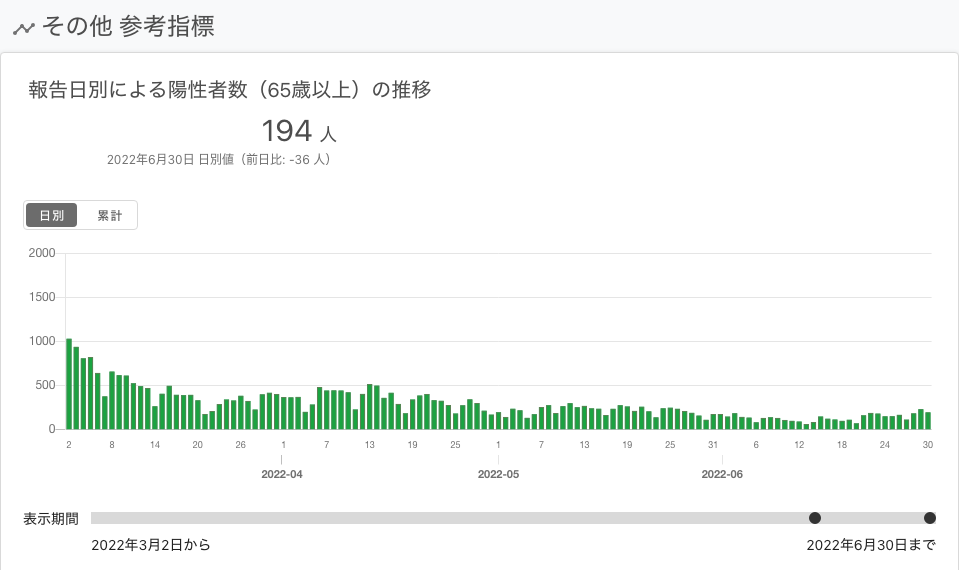 その他 参考指標
報告日別による陽性者数（65歳以上）の推移
194 人
2022年6月30日 日別値（前日比: -36 人）
日別 累計
2000
1500
1000
500
0
2 8 14 20 26 1 7 13 19 25 1 7 13 19 25 31 6 12 18 24 30
2022-04 2022-05 2022-06
表示期間
2022年3月2日から 2022年6月30日まで